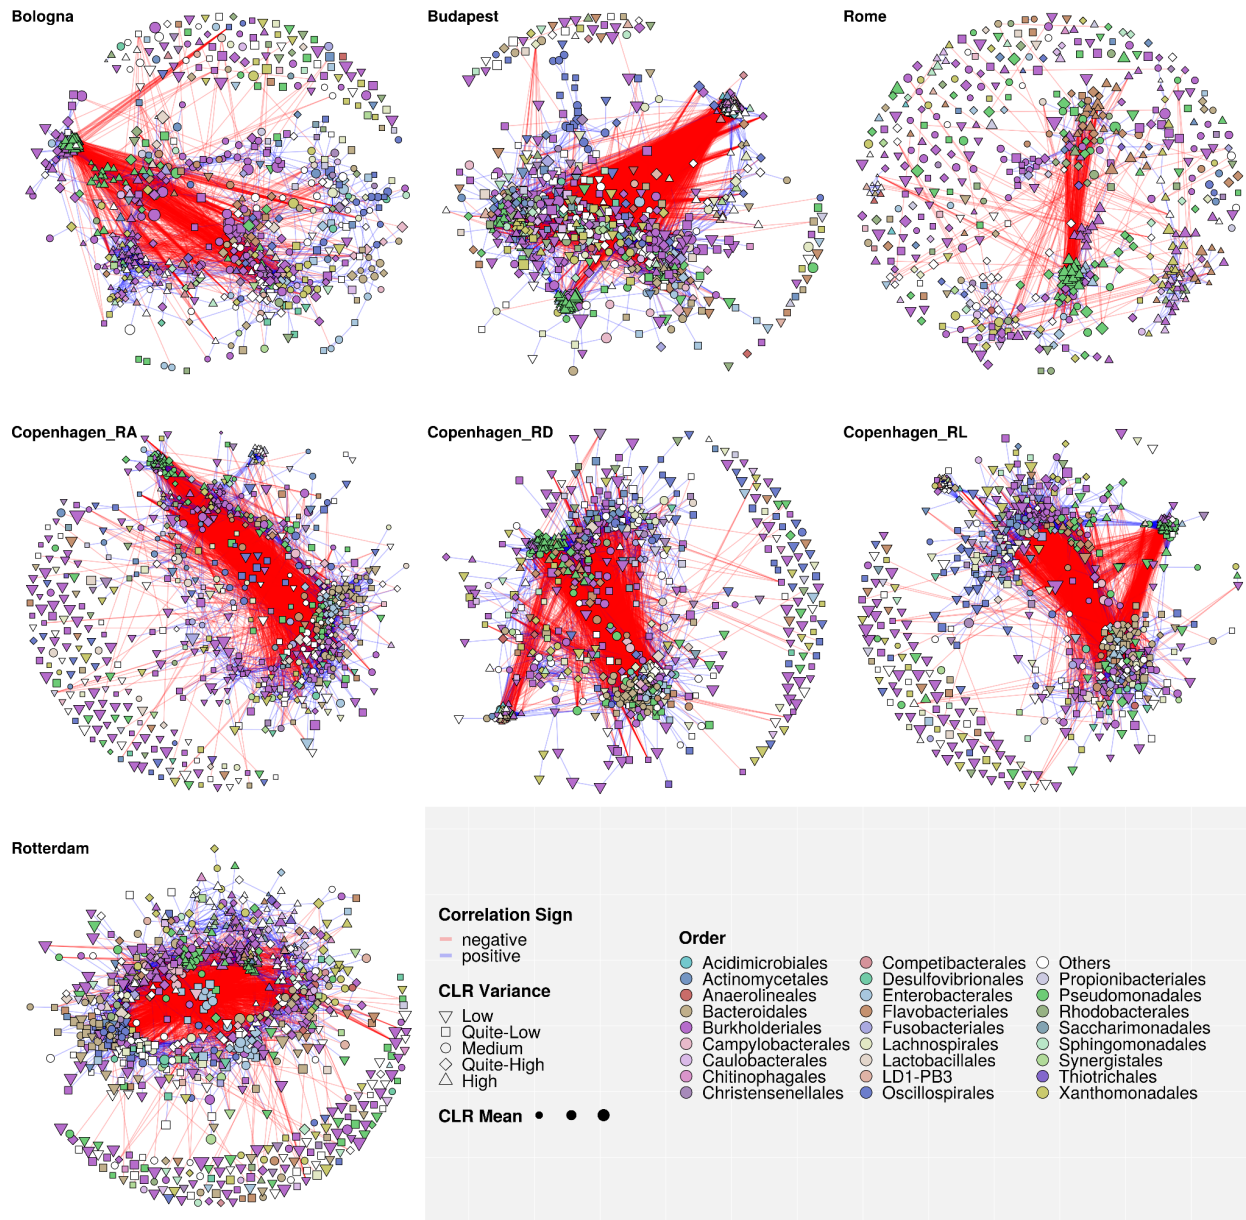 Bologna
Budapest
Rome
Copenhagen_RA
Copenhagen_RD
Copenhagen_RL
Rotterdam
Correlation Sign
negative
positive
CLR Variance
Low
Quite-Low
Medium
Quite-High
High
CLR Mean
Order
Acidimicrobiales
Actinomycetales
Anaerolineales
Bacteroidales
Burkholderiales
Campylobacterales
Caulobacterales
Chitinophagales
Christensenellales
Competibacterales
Desulfovibrionales
Enterobacterales
Flavobacteriales
Fusobacteriales
Lachnospirales
Lactobacillales
LD1-PB3
Oscillospirales
Others
Propionibacteriales
Pseudomonadales
Rhodobacterales
Saccharimonadales
Sphingomonadales
Synergistales
Thiotrichales
Xanthomonadales